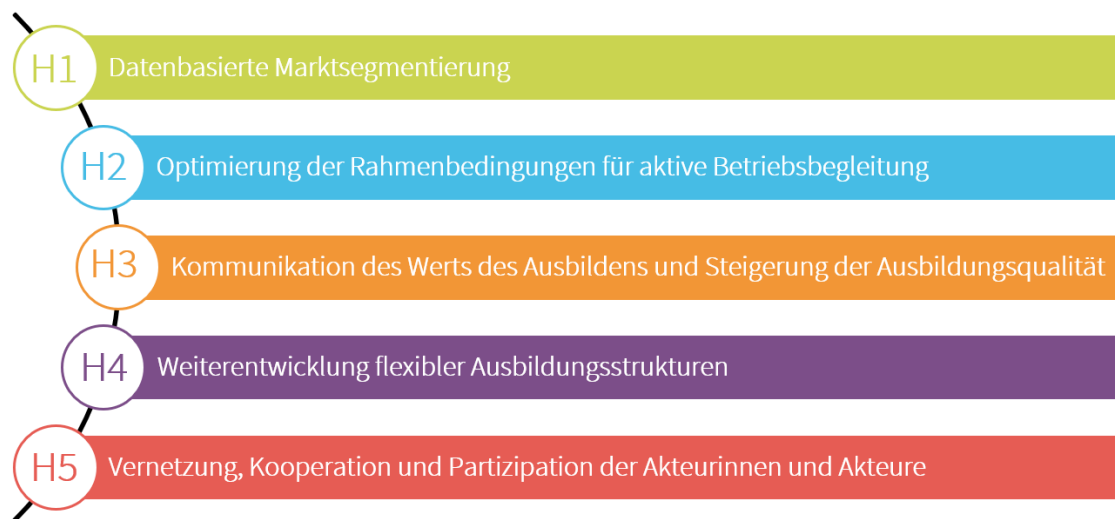 H1 Datenbasierte Marktsegmentierung
H2 Optimierung der Rahmenbedingungen für aktive Betriebsbegleitung
H3 Kommunikation des Werts des Ausbildens und Steigerung der Ausbildungsqualität
H4 Weiterentwicklung flexibler Ausbildungsstrukturen
H5 Vernetzung, Kooperation und Partizipation der Akteurinnen und Akteure